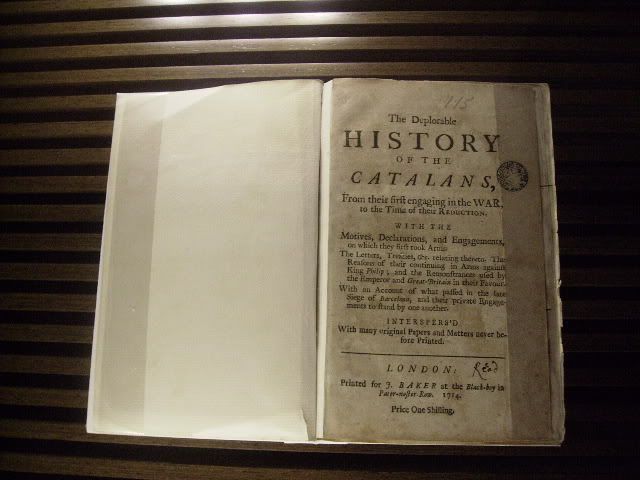 115
The Deplorable
HISTORY
OF THE
CATALANS,
From their first engaging in the WAR,
to the Time of their REDUCTION.
WITH THE
Motives, Declarations, and Engagements,
on which they first took Arms.
The Letters, Treaties, &c. relating thereto. The
Reasons of their continuing in Arms against
King Philip; and the Remonstrances used by
the Emperor and Great-Britain in their Favour.
With an Account of what passed in the late
Siege of Barcelona, and their private Engage-
ments to stand by one another.
INTERSPERS'D
With many original Papers and Matters never be-
fore Printed.
LONDON:
Read
Printed for J. BAKER at the Black-boy in
Pater-noster-Row. 1714.
Price One Shilling.